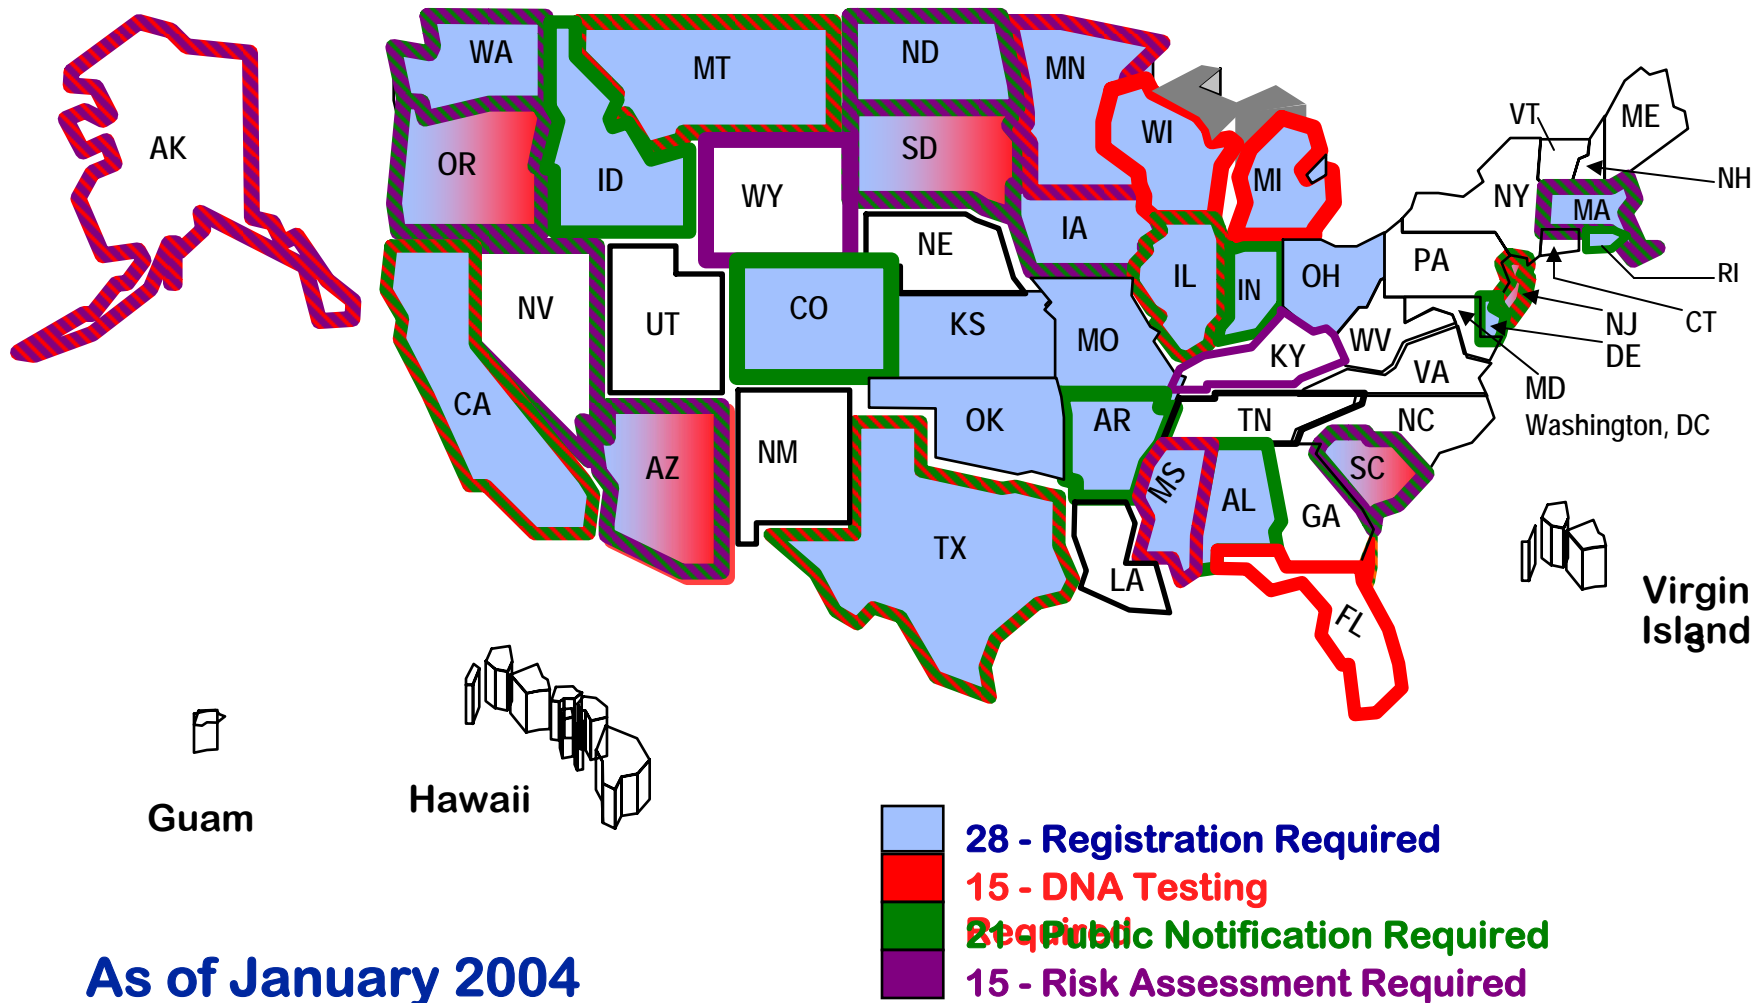 WA
MT
ND
MN
VT
ME
AK
OR
ID
SD
WI
MI
NH
WY
NY
MA
NE
IA
PA
RI
NV
CO
IL
IN
OH
UT
KS
MO
WV
NJ
CT
KY
DE
CA
VA
MD
OK
AR
TN
NC
Washington, DC
NM
AZ
MS
AL
SC
GA
TX
LA
FL
Virgin
Islands
Guam
Hawaii
28 - Registration Required
15 - DNA Testing
Required
21 - Public Notification Required
15 - Risk Assessment Required
As of January 2004